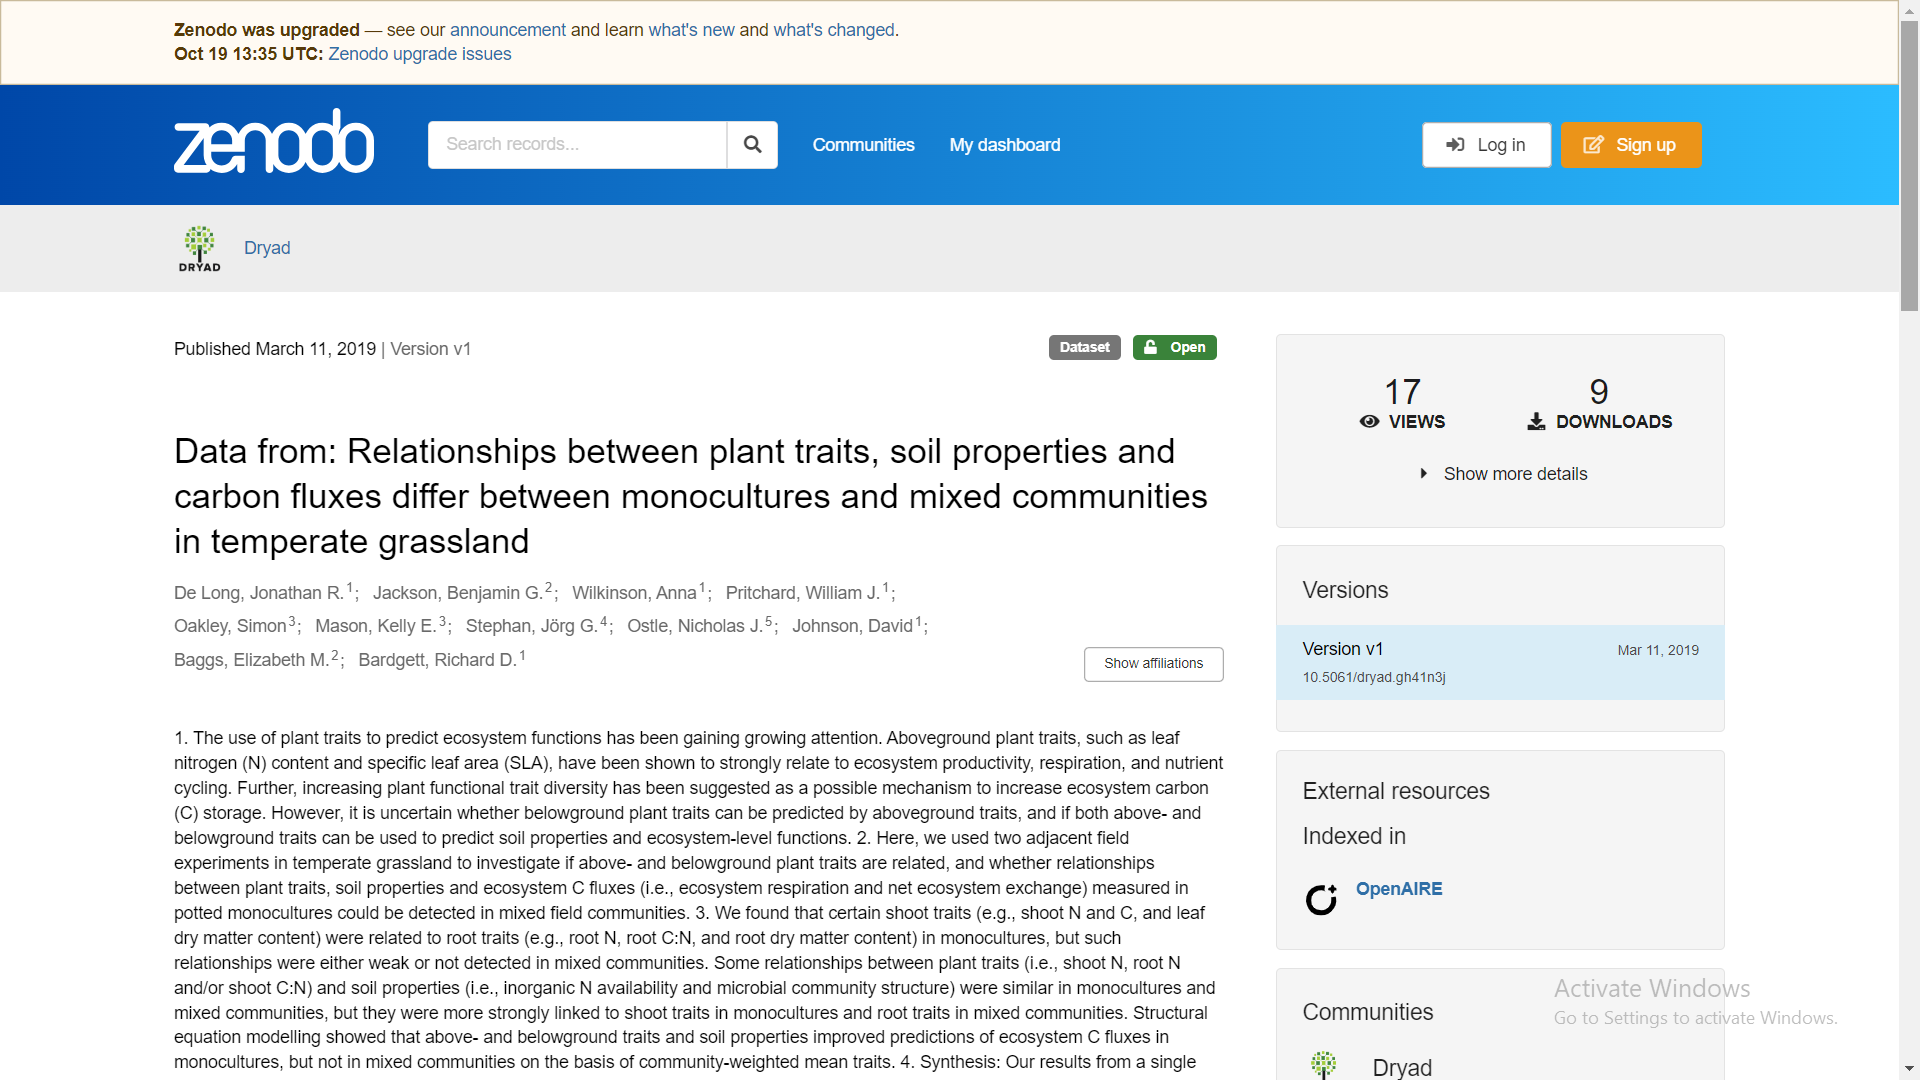 Zenodo was upgraded — see our announcement and learn what's new and what's changed.
Oct 19 13:35 UTC: Zenodo upgrade issues
zenodo
Search records...
Communities
My dashboard
Log in
Sign up
DRYAD
Dryad
Published March 11, 2019 | Version v1
Dataset
Open
Data from: Relationships between plant traits, soil properties and
carbon fluxes differ between monocultures and mixed communities
in temperate grassland
De Long, Jonathan R.1; Jackson, Benjamin G.2; Wilkinson, Anna1; Pritchard, William J.1;
Oakley, Simon3; Mason, Kelly E.3; Stephan, Jörg G.4; Ostle, Nicholas J.5; Johnson, David1;
Baggs, Elizabeth M.2; Bardgett, Richard D.1
Show affiliations
1. The use of plant traits to predict ecosystem functions has been gaining growing attention. Aboveground plant traits, such as leaf
nitrogen (N) content and specific leaf area (SLA), have been shown to strongly relate to ecosystem productivity, respiration, and nutrient
cycling. Further, increasing plant functional trait diversity has been suggested as a possible mechanism to increase ecosystem carbon
(C) storage. However, it is uncertain whether belowground plant traits can be predicted by aboveground traits, and if both above- and
belowground traits can be used to predict soil properties and ecosystem-level functions. 2. Here, we used two adjacent field
experiments in temperate grassland to investigate if above- and belowground plant traits are related, and whether relationships
between plant traits, soil properties and ecosystem C fluxes (i.e., ecosystem respiration and net ecosystem exchange) measured in
potted monocultures could be detected in mixed field communities. 3. We found that certain shoot traits (e.g., shoot N and C, and leaf
dry matter content) were related to root traits (e.g., root N, root C:N, and root dry matter content) in monocultures, but such
relationships were either weak or not detected in mixed communities. Some relationships between plant traits (i.e., shoot N, root N
and/or shoot C:N) and soil properties (i.e., inorganic N availability and microbial community structure) were similar in monocultures and
mixed communities, but they were more strongly linked to shoot traits in monocultures and root traits in mixed communities. Structural
equation modelling showed that above- and belowground traits and soil properties improved predictions of ecosystem C fluxes in
monocultures, but not in mixed communities on the basis of community-weighted mean traits. 4. Synthesis: Our results from a single
17
VIEWS
9
DOWNLOADS
Show more details
Versions
Version v1
Mar 11, 2019
10.5061/dryad.gh41n3j
External resources
Indexed in
OpenAIRE
Communities
Dryad
Activate Windows
Go to Settings to activate Windows.